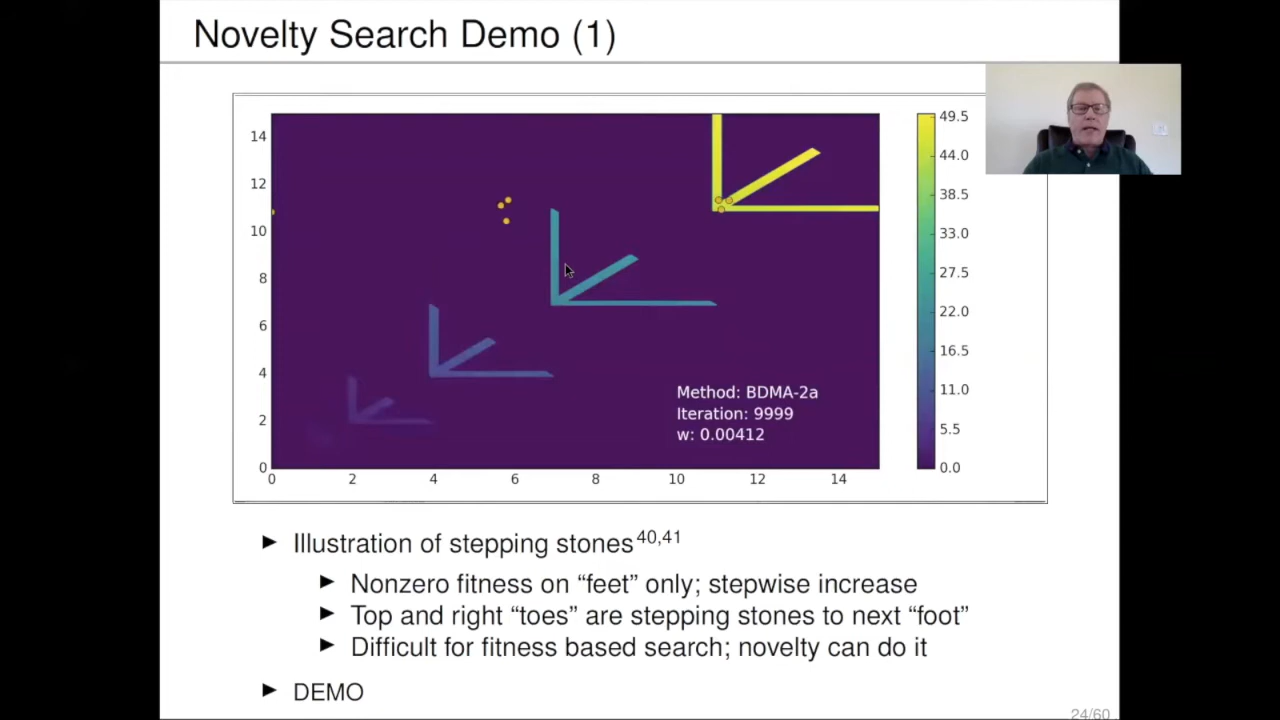 Novelty Search Demo (1)
14
12
10
8
6
4
2
0
0 2 4 6 8 10 12 14
49.5
44.0
38.5
33.0
27.5
22.0
16.5
11.0
5.5
0.0
Method: BDMA-2a
Iteration: 9999
w: 0.00412
Illustration of stepping stones40,41
Nonzero fitness on “feet” only; stepwise increase
Top and right “toes” are stepping stones to next “foot”
Difficult for fitness based search; novelty can do it
DEMO
24/60